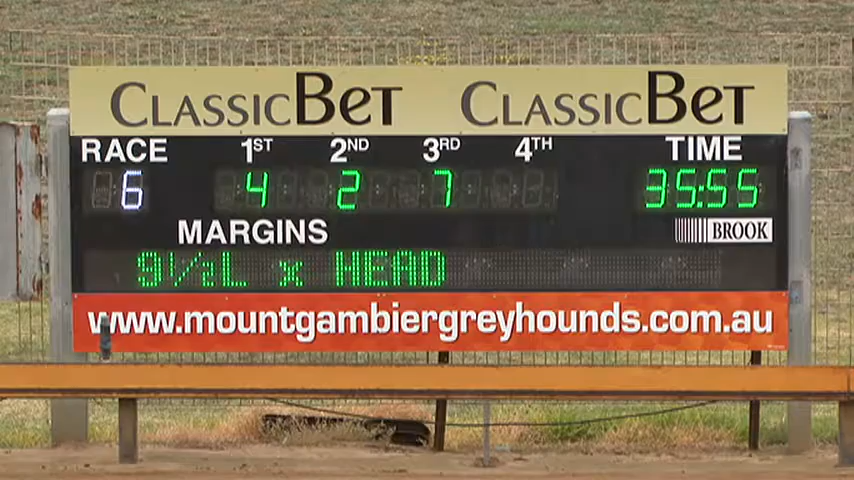 CLASSICBET CLASSICBET
RACE 1ST 2ND 3RD 4TH TIME
6 4 2 7 35:55
MARGINS BROOK
9½L x HEAD
www.mountgambiergreyhounds.com.au